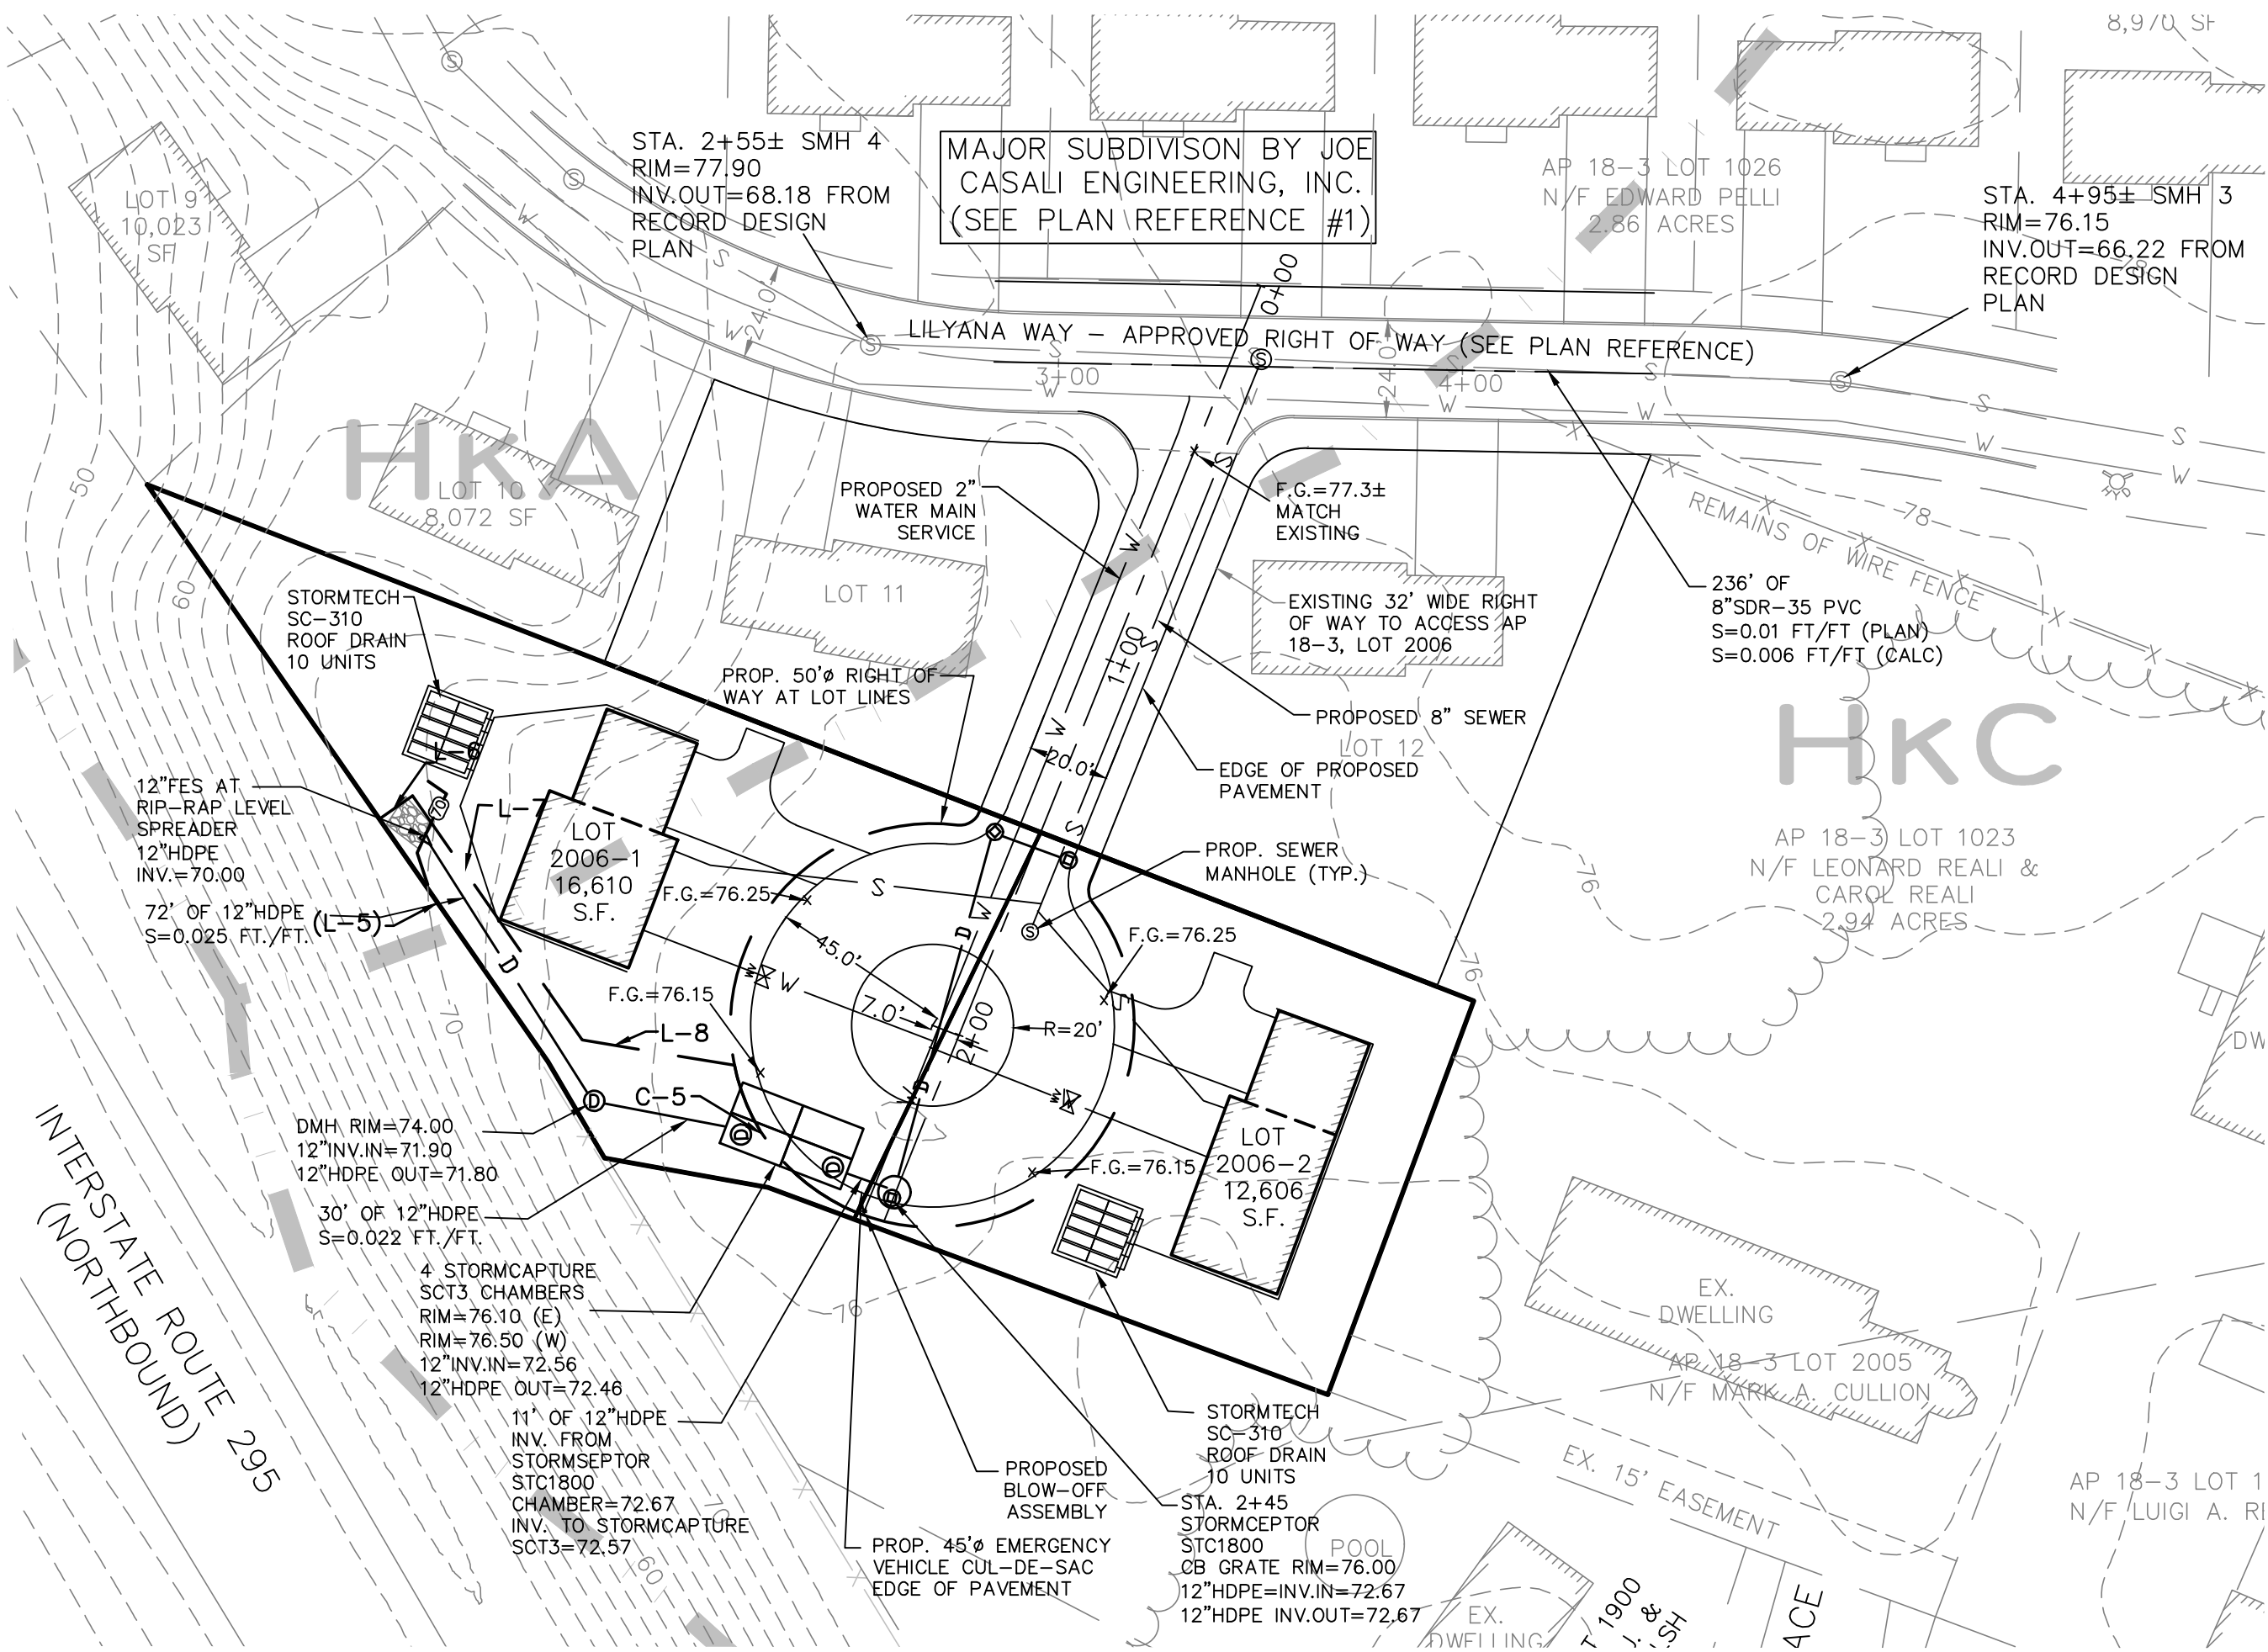 8,970 SF
STA. 2+55± SMH 4
RIM=77.90
INV.OUT=68.18 FROM
RECORD DESIGN
PLAN
MAJOR SUBDIVISON BY JOE
CASALI ENGINEERING, INC.
(SEE PLAN REFERENCE #1)
AP 18-3 LOT 1026
N/F EDWARD PELLI
2.86 ACRES
STA. 4+95± SMH 3
RIM=76.15
INV.OUT=66.22 FROM
RECORD DESIGN
PLAN
LOT 9
10,023
SF
0+00
24.0'
LILYANA WAY - APPROVED RIGHT OF WAY (SEE PLAN REFERENCE)
3+00
24.0'
4+00
78
HKA
LOT 10
8,072 SF
50
60
PROPOSED 2"
WATER MAIN
SERVICE
F.G.=77.3±
MATCH
EXISTING
REMAINS OF WIRE FENCE
78
236' OF
8"SDR-35 PVC
S=0.01 FT/FT (PLAN)
S=0.006 FT/FT (CALC)
STORMTECH
SC-310
ROOF DRAIN
10 UNITS
LOT 11
EXISTING 32' WIDE RIGHT
OF WAY TO ACCESS AP
18-3, LOT 2006
1+00
PROP. 50'ø RIGHT OF
WAY AT LOT LINES
PROPOSED 8" SEWER
LOT 12
HKC
20.0'
EDGE OF PROPOSED
PAVEMENT
L-6
12"FES AT
RIP-RAP LEVEL
SPREADER
12"HDPE
INV.=70.00
70
L-7
LOT
2006-1
16,610
S.F.
PROP. SEWER
MANHOLE (TYP.)
AP 18-3 LOT 1023
N/F LEONARD REALI &
CAROL REALI
2.94 ACRES
76
F.G.=76.25
72' OF 12"HDPE
S=0.025 FT./FT.
(L-5)
F.G.=76.25
45.0'
76
F.G.=76.15
7.0'
2+00
R=20'
70
L-8
DW
C-5
INTERSTATE ROUTE 295
(NORTHBOUND)
DMH RIM=74.00
12"INV.IN=71.90
12"HDPE OUT=71.80
F.G.=76.15
LOT
2006-2
12,606
S.F.
30' OF 12"HDPE
S=0.022 FT./FT.
4 STORMCAPTURE
SCT3 CHAMBERS
RIM=76.10 (E)
RIM=76.50 (W)
12"INV.IN=72.56
12"HDPE OUT=72.46
76
EX.
DWELLING
AP 18-3 LOT 2005
N/F MARK A. CULLION
11' OF 12"HDPE
INV. FROM
STORMSEPTOR
STC1800
CHAMBER=72.67
INV. TO STORMCAPTURE
SCT3=72.57
STORMTECH
SC-310
ROOF DRAIN
10 UNITS
PROPOSED
BLOW-OFF
ASSEMBLY
EX. 15' EASEMENT
AP 18-3 LOT 1
N/F LUIGI A. RI
70
60
PROP. 45'ø EMERGENCY
VEHICLE CUL-DE-SAC
EDGE OF PAVEMENT
STA. 2+45
STORMCEPTOR
STC1800
CB GRATE RIM=76.00
12"HDPE=INV.IN=72.67
12"HDPE INV.OUT=72.67
POOL
EX.
DWELLING
T 1900
J. &
SH
ACE